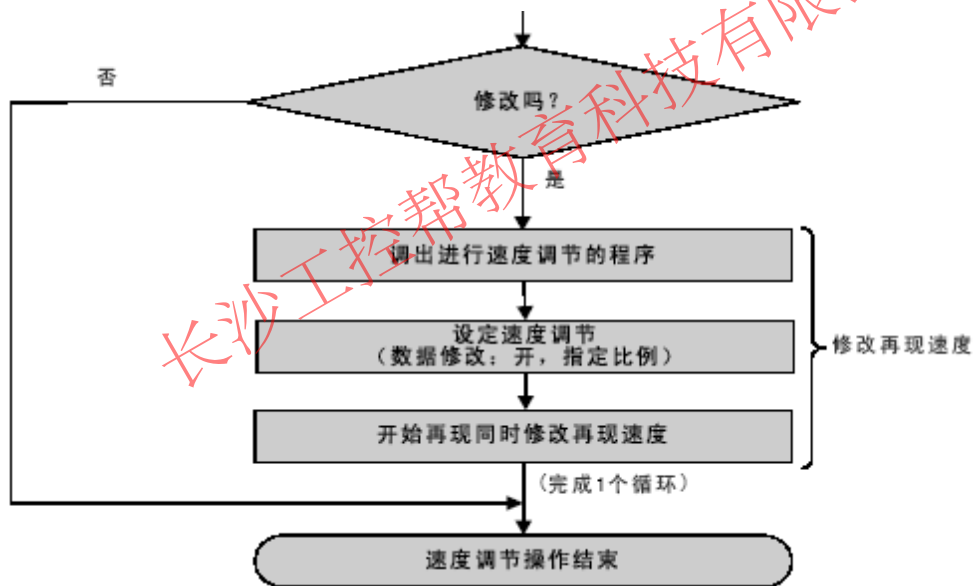 否
修改吗？
是
调出进行速度调节的程序
设定速度调节
（数据修改：开，指定比例）
修改再现速度
开始再现同时修改再现速度
（完成1个循环）
速度调节操作结束
长沙工控帮教育科技有限